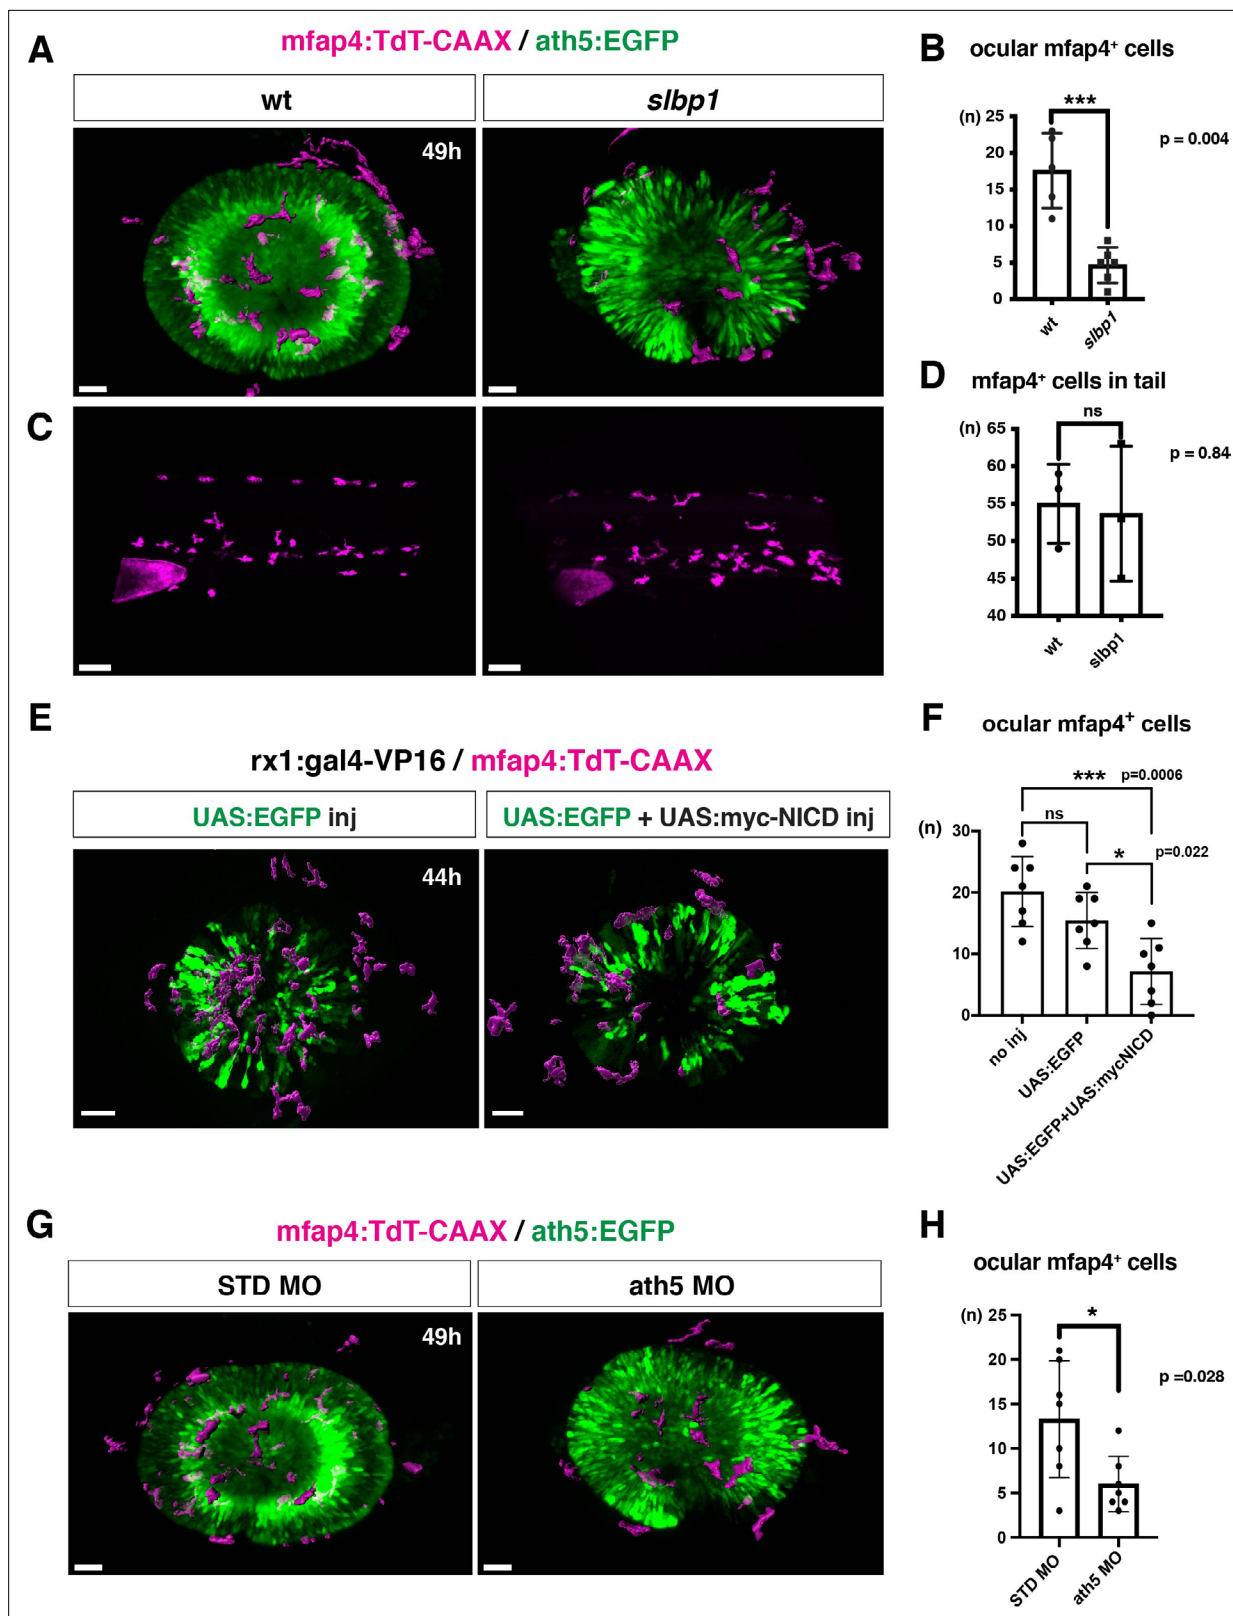 A
mfap4:TdT-CAAX / ath5:EGFP
wt
slbp1
49h
B
ocular mfap4⁺ cells
***
(n)
p = 0.004
25
20
15
10
5
0
wt
slbp1
C
D
mfap4⁺ cells in tail
ns
(n)
p = 0.84
65
60
55
50
45
40
wt
slbp1
E
rx1:gal4-VP16 / mfap4:TdT-CAAX
UAS:EGFP inj
UAS:EGFP + UAS:myc-NICD inj
44h
F
ocular mfap4⁺ cells
*** p=0.0006
ns
* p=0.022
(n)
30
20
10
0
no inj
UAS:EGFP
UAS:EGFP+UAS:mycNICD
G
mfap4:TdT-CAAX / ath5:EGFP
STD MO
ath5 MO
49h
H
ocular mfap4⁺ cells
*
(n)
p =0.028
25
20
15
10
5
0
STD MO
ath5 MO